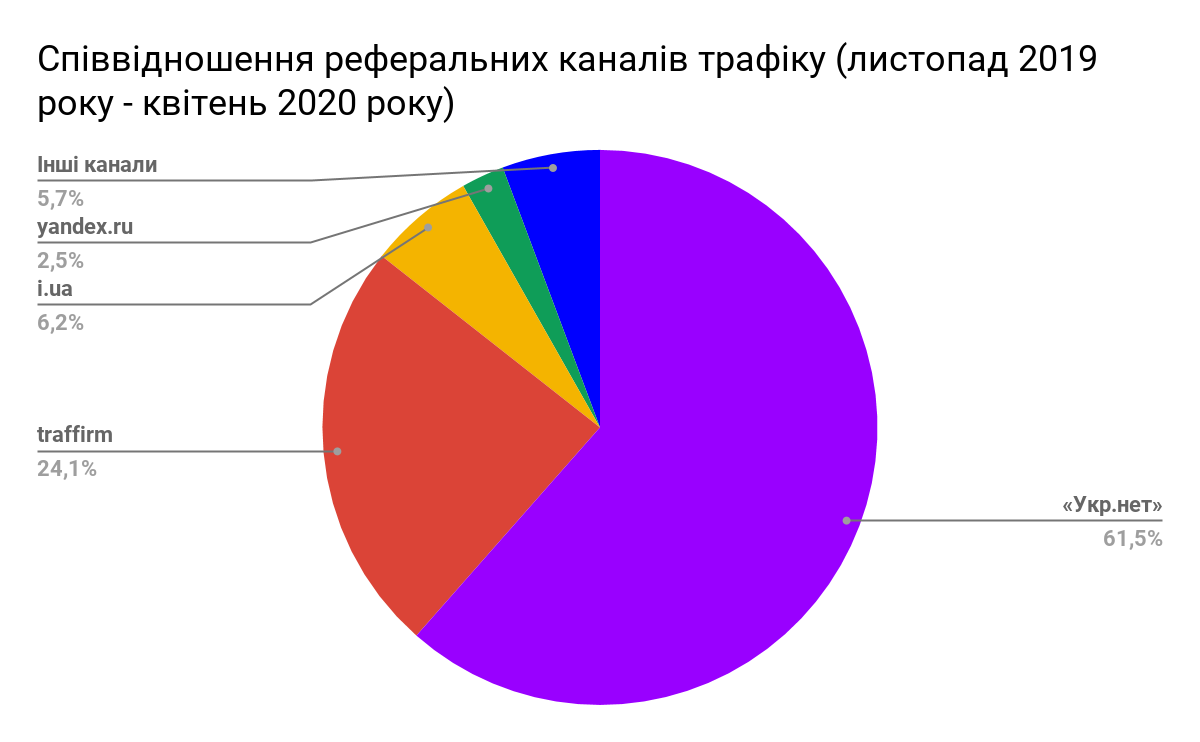 Співвідношення реферальних каналів трафіку (листопад 2019
року - квітень 2020 року)
Інші канали
5,7%
yandex.ru
2,5%
i.ua
6,2%
traffirm
24,1%
«Укр.нет»
61,5%